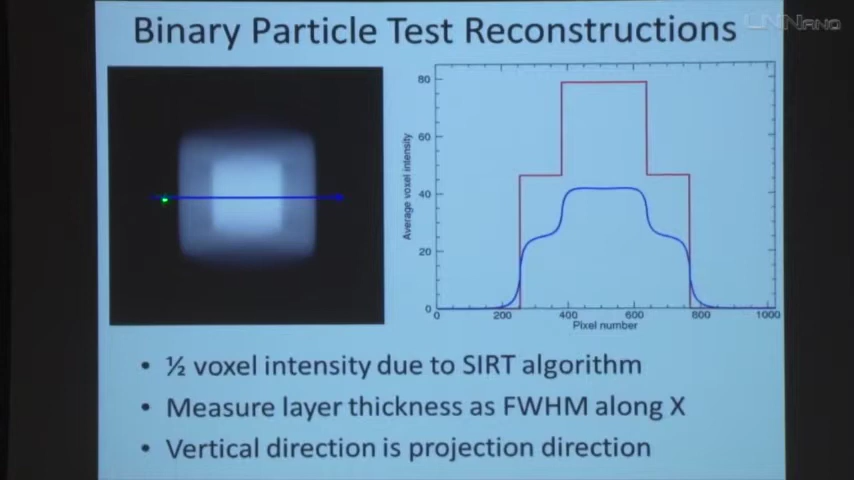 CNNANO
Binary Particle Test Reconstructions
80
60
40
20
0
Average voxel intensity
0 200 400 600 800 1000
Pixel number
• ½ voxel intensity due to SIRT algorithm
• Measure layer thickness as FWHM along X
• Vertical direction is projection direction